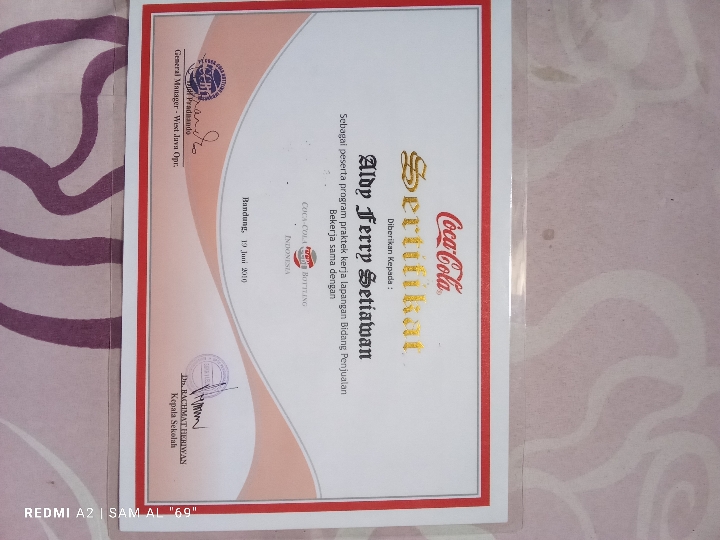 Coca-Cola
Sertifikat
Diberikan Kepada :
Aldy Ferry Setiawan
Sebagai peserta program praktek kerja lapangan Bidang Penjualan
Bekerja sama dengan
COCA-COLA BOTTLING
INDONESIA
Bandung, 19 Juni 2010
Pradnando
General Manager - West Java Opr.
Drs. RACHMAT HERIWAN
Kepala Sekolah
REDMI A2 | SAM AL "69"